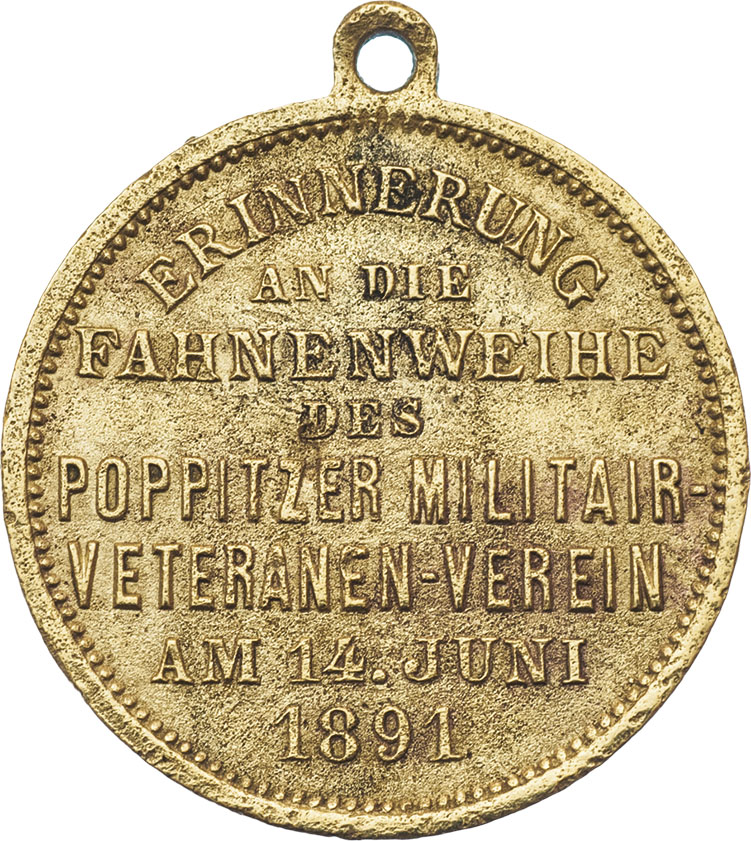 ERINNERUNG
AN DIE
FAHNENWEIHE
DES
POPPITZER MILITAIR-
VETERANEN-VEREIN
AM 14. JUNI
1891